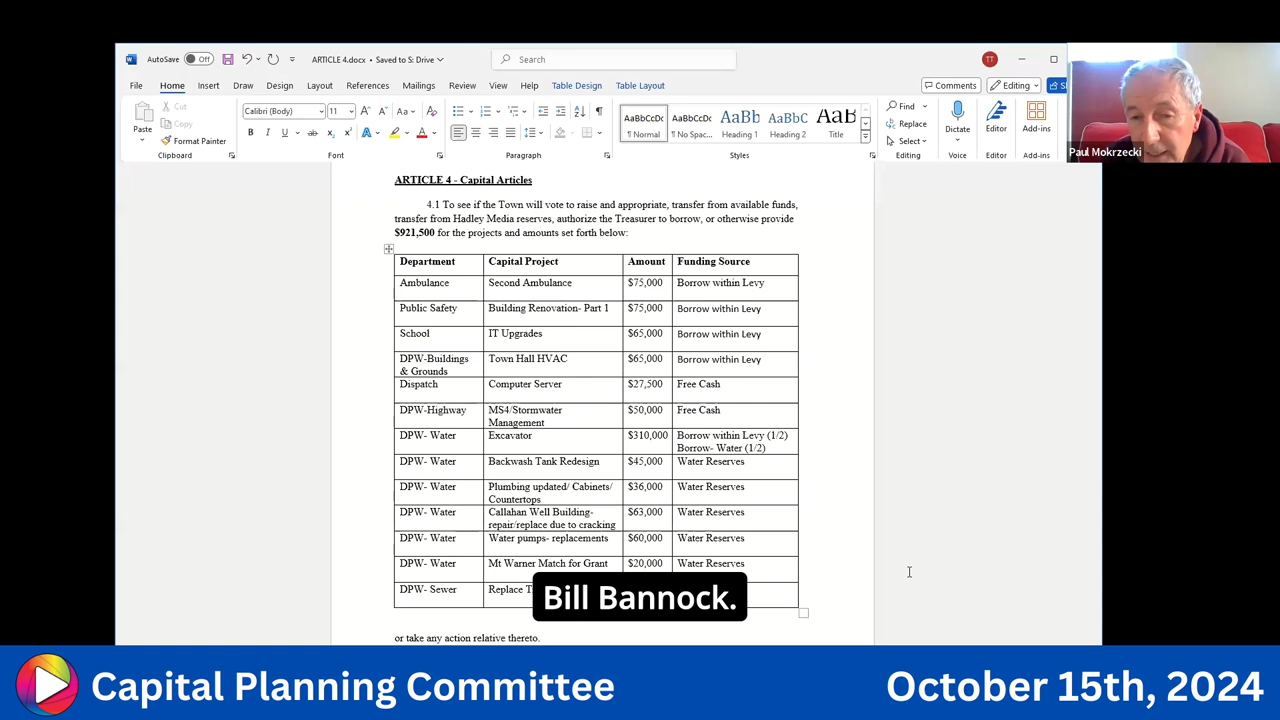 AutoSave Off ARTICLE 4.docx • Saved to S: Drive Search TT
File Home Insert Draw Design Layout References Mailings Review View Help Table Design Table Layout Comments Editing
Paste Cut Copy Format Painter Clipboard
Calibri (Body) 11 Font
Paragraph
AaBbCcDc AaBbCcDc AaBb AaBbC AaB
¶ Normal ¶ No Spac... Heading 1 Heading 2 Title
Styles
Find Replace Select Editing
Dictate Voice
Editor Editor
Add-ins Add-ins
Paul Mokrzecki
ARTICLE 4 - Capital Articles
4.1 To see if the Town will vote to raise and appropriate, transfer from available funds,
transfer from Hadley Media reserves, authorize the Treasurer to borrow, or otherwise provide
$921,500 for the projects and amounts set forth below:
Department Capital Project Amount Funding Source
Ambulance Second Ambulance $75,000 Borrow within Levy
Public Safety Building Renovation- Part 1 $75,000 Borrow within Levy
School IT Upgrades $65,000 Borrow within Levy
DPW-Buildings Town Hall HVAC $65,000 Borrow within Levy
& Grounds
Dispatch Computer Server $27,500 Free Cash
DPW-Highway MS4/Stormwater $50,000 Free Cash
Management
DPW- Water Excavator $310,000 Borrow within Levy (1/2)
Borrow- Water (1/2)
DPW- Water Backwash Tank Redesign $45,000 Water Reserves
DPW- Water Plumbing updated/ Cabinets/ $36,000 Water Reserves
Countertops
DPW- Water Callahan Well Building- $63,000 Water Reserves
repair/replace due to cracking
DPW- Water Water pumps- replacements $60,000 Water Reserves
DPW- Water Mt Warner Match for Grant $20,000 Water Reserves
DPW- Sewer Replace
Bill Bannock.
or take any action relative thereto.
Capital Planning Committee October 15th, 2024